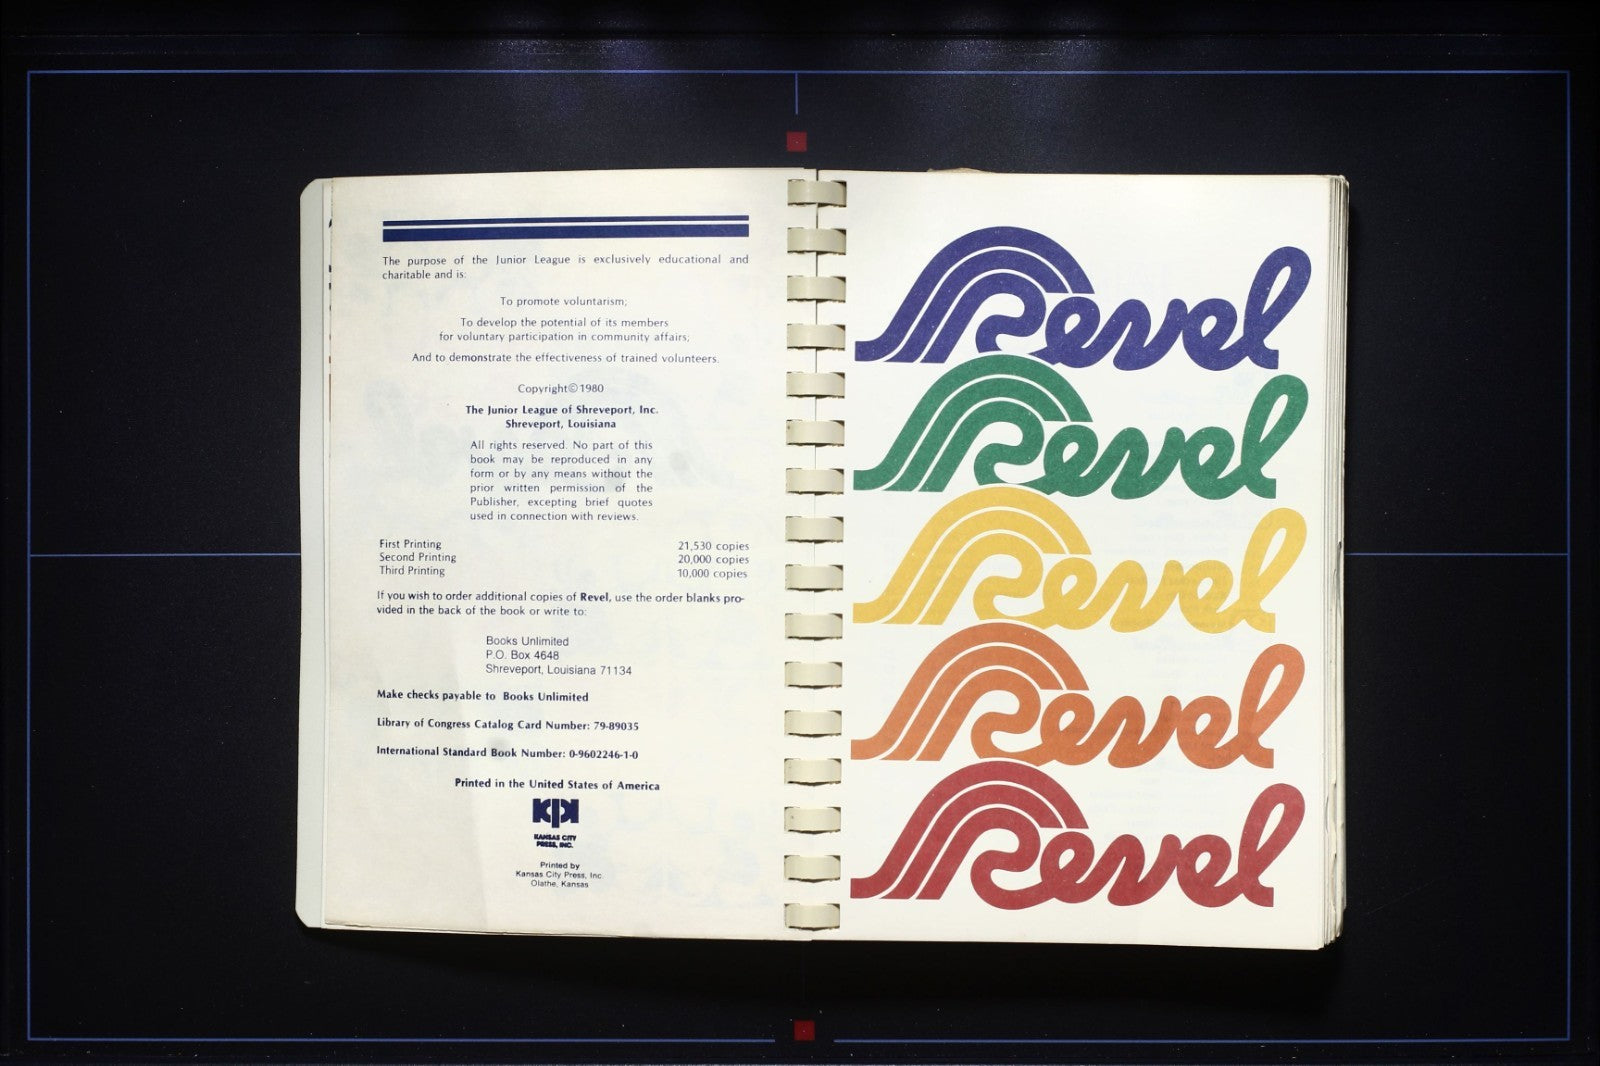 The purpose of the Junior League is exclusively educational and
charitable and is:
To promote voluntarism;
To develop the potential of its members
for voluntary participation in community affairs;
And to demonstrate the effectiveness of trained volunteers.
Copyright©1980
The Junior League of Shreveport, Inc.
Shreveport, Louisiana
All rights reserved. No part of this
book may be reproduced in any
form or by any means without the
prior written permission of the
Publisher, excepting brief quotes
used in connection with reviews.
First Printing 21,530 copies
Second Printing 20,000 copies
Third Printing 10,000 copies
If you wish to order additional copies of Revel, use the order blanks pro-
vided in the back of the book or write to:
Books Unlimited
P.O. Box 4648
Shreveport, Louisiana 71134
Make checks payable to Books Unlimited
Library of Congress Catalog Card Number: 79-89035
International Standard Book Number: 0-9602246-1-0
Printed in the United States of America
KPI
KANSAS CITY
PRESS, INC.
Printed by
Kansas City Press, Inc.
Olathe, Kansas
Revel
Revel
Revel
Revel
Revel